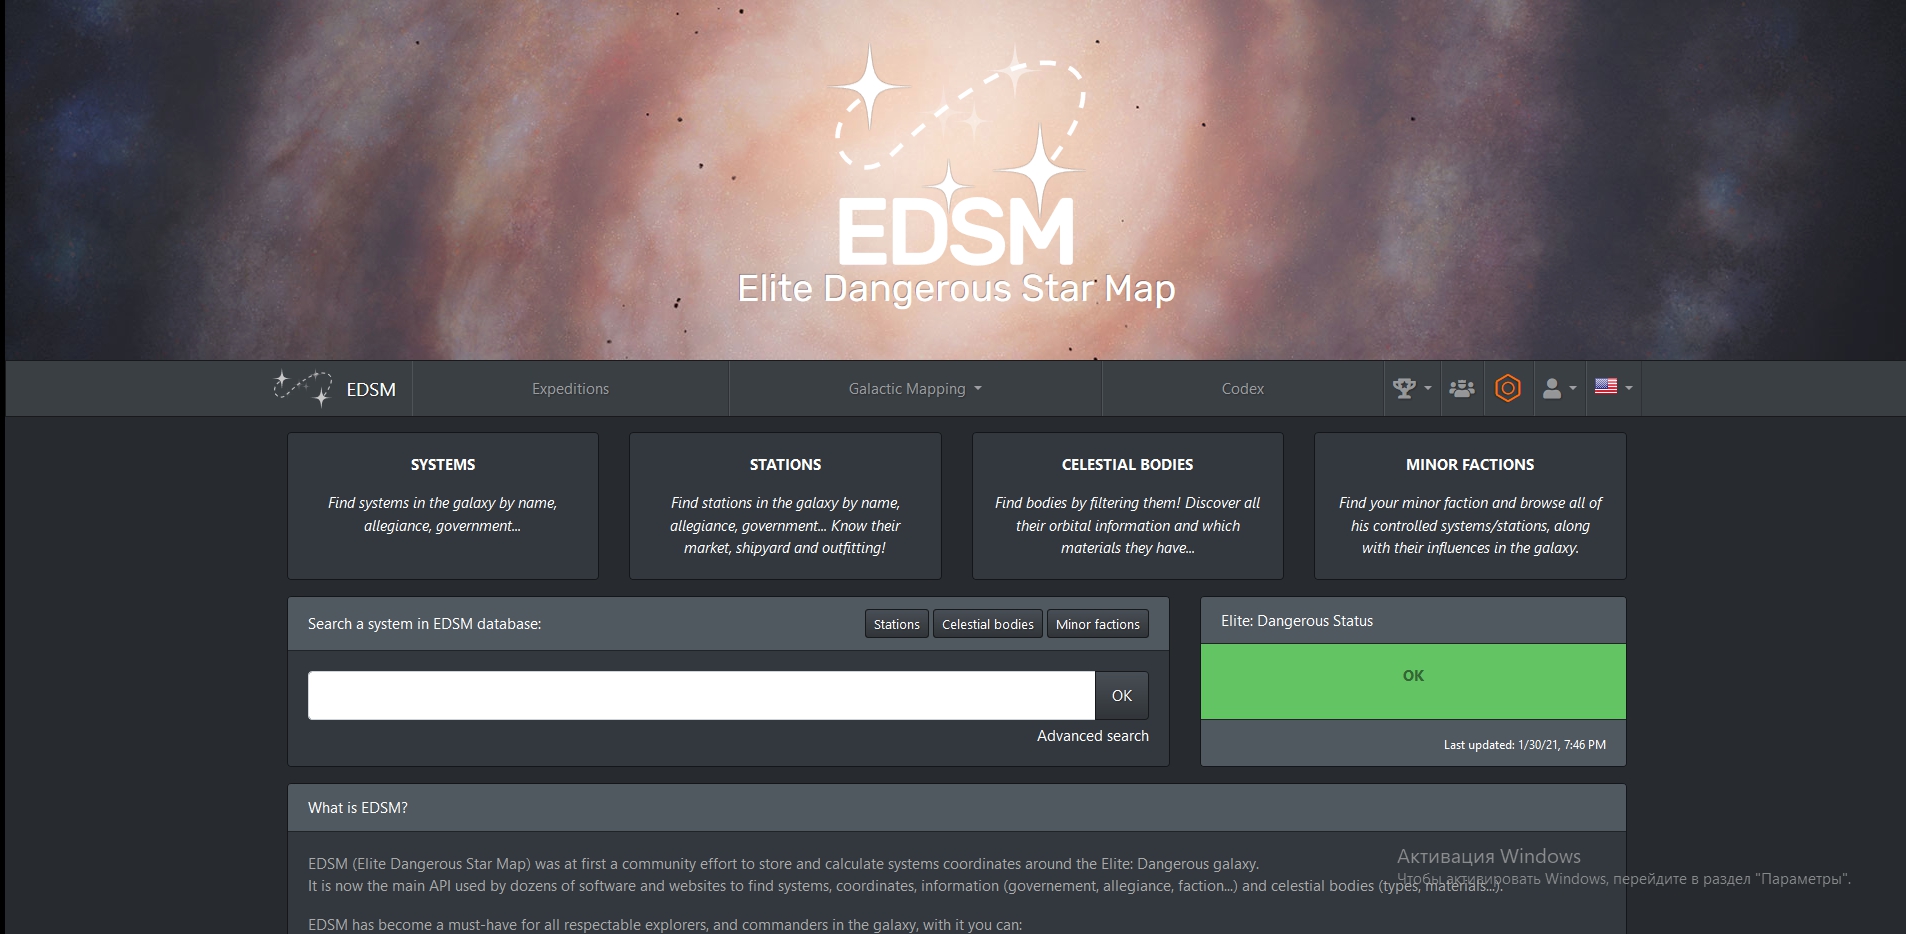 EDSM
Elite Dangerous Star Map
EDSM
Expeditions
Galactic Mapping
Codex
SYSTEMS
Find systems in the galaxy by name,
allegiance, government...
STATIONS
Find stations in the galaxy by name,
allegiance, government... Know their
market, shipyard and outfitting!
CELESTIAL BODIES
Find bodies by filtering them! Discover all
their orbital information and which
materials they have...
MINOR FACTIONS
Find your minor faction and browse all of
his controlled systems/stations, along
with their influences in the galaxy.
Search a system in EDSM database:
Stations
Celestial bodies
Minor factions
OK
Advanced search
Elite: Dangerous Status
OK
Last updated: 1/30/21, 7:46 PM
What is EDSM?
EDSM (Elite Dangerous Star Map) was at first a community effort to store and calculate systems coordinates around the Elite: Dangerous galaxy.
It is now the main API used by dozens of software and websites to find systems, coordinates, information (governement, allegiance, faction...) and celestial bodies (types, materials...).
EDSM has become a must-have for all respectable explorers, and commanders in the galaxy, with it you can:
Активация Windows
Чтобы активировать Windows, перейдите в раздел "Параметры".